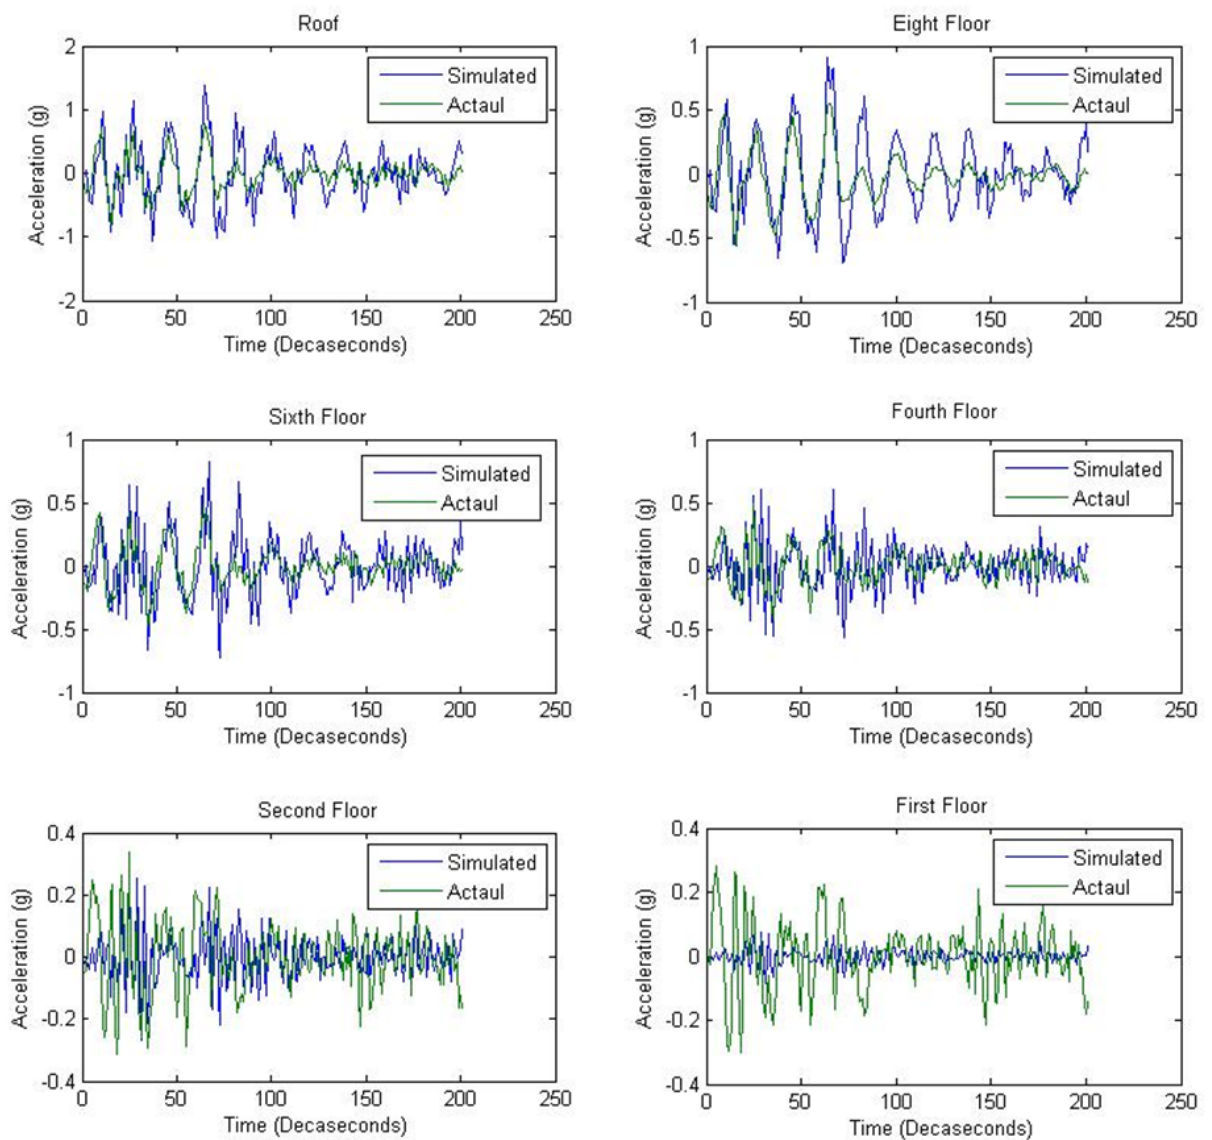 Roof
2
1
0
-1
-2
Acceleration (g)
Simulated
Actaul
0 50 100 150 200 250
Time (Decaseconds)
Eight Floor
1
0.5
0
-0.5
-1
Acceleration (g)
Simulated
Actaul
0 50 100 150 200 250
Time (Decaseconds)
Sixth Floor
1
0.5
0
-0.5
-1
Acceleration (g)
Simulated
Actaul
0 50 100 150 200 250
Time (Decaseconds)
Fourth Floor
1
0.5
0
-0.5
-1
Acceleration (g)
Simulated
Actaul
0 50 100 150 200 250
Time (Decaseconds)
Second Floor
0.4
0.2
0
-0.2
-0.4
Acceleration (g)
Simulated
Actaul
0 50 100 150 200 250
Time (Decaseconds)
First Floor
0.4
0.2
0
-0.2
-0.4
Acceleration (g)
Simulated
Actaul
0 50 100 150 200 250
Time (Decaseconds)